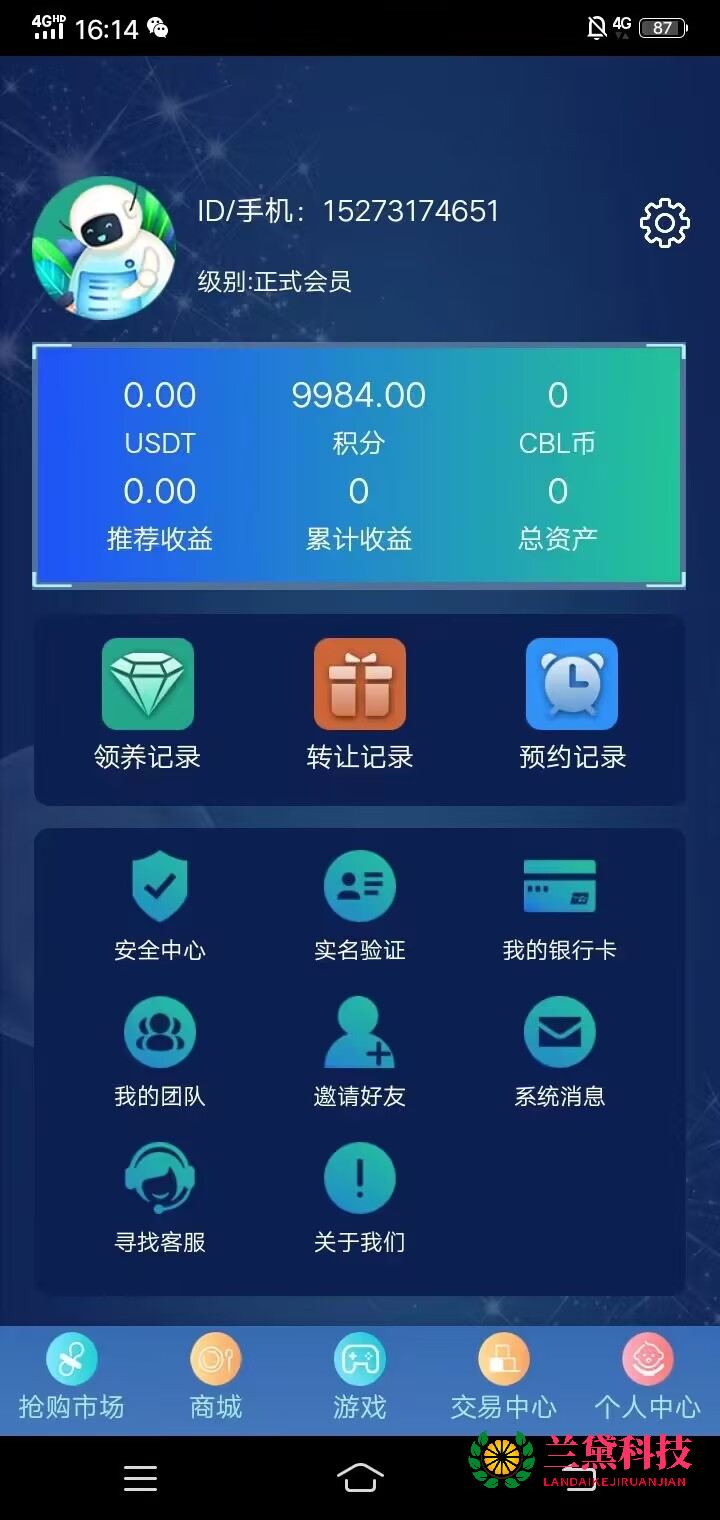 4G HD 16:14 4G 87
ID/手机：15273174651
级别:正式会员
0.00 9984.00 0
USDT 积分 CBL币
0.00 0 0
推荐收益 累计收益 总资产
领养记录 转让记录 预约记录
安全中心 实名验证 我的银行卡
我的团队 邀请好友 系统消息
寻找客服 关于我们
抢购市场 商城 游戏 交易中心 个人中心
兰黛科技
LANDAIKEJIRUANJIAN